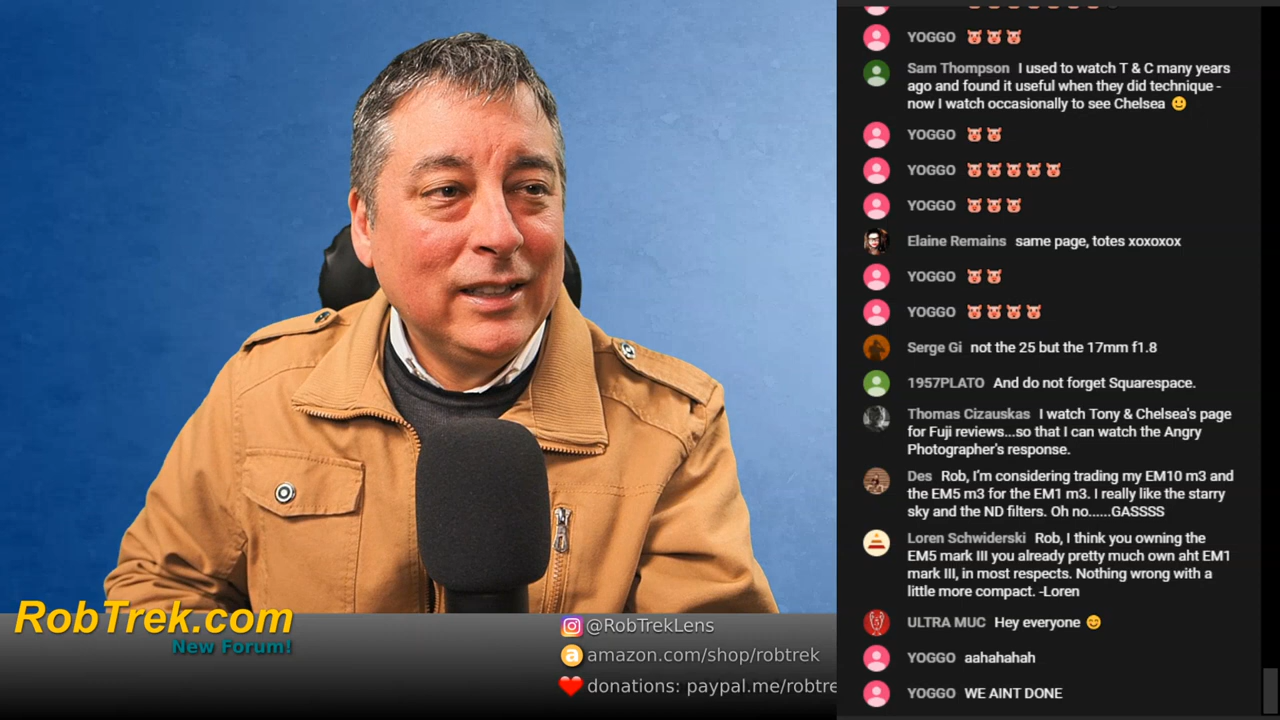 RobTrek.com
New Forum!
@RobTrekLens
amazon.com/shop/robtrek
donations: paypal.me/robtre
YOGGO 🐷🐷🐷
Sam Thompson I used to watch T & C many years
ago and found it useful when they did technique -
now I watch occasionally to see Chelsea 🙂
YOGGO 🐷🐷
YOGGO 🐷🐷🐷🐷🐷
YOGGO 🐷🐷🐷
Elaine Remains same page, totes xoxoxox
YOGGO 🐷🐷
YOGGO 🐷🐷🐷🐷
Serge Gi not the 25 but the 17mm f1.8
1957PLATO And do not forget Squarespace.
Thomas Cizauskas I watch Tony & Chelsea's page
for Fuji reviews...so that I can watch the Angry
Photographer's response.
Des Rob, I'm considering trading my EM10 m3 and
the EM5 m3 for the EM1 m3. I really like the starry
sky and the ND filters. Oh no......GASSSS
Loren Schwiderski Rob, I think you owning the
EM5 mark III you already pretty much own aht EM1
mark III, in most respects. Nothing wrong with a
little more compact. -Loren
ULTRA MUC Hey everyone 😊
YOGGO aahahahah
YOGGO WE AINT DONE